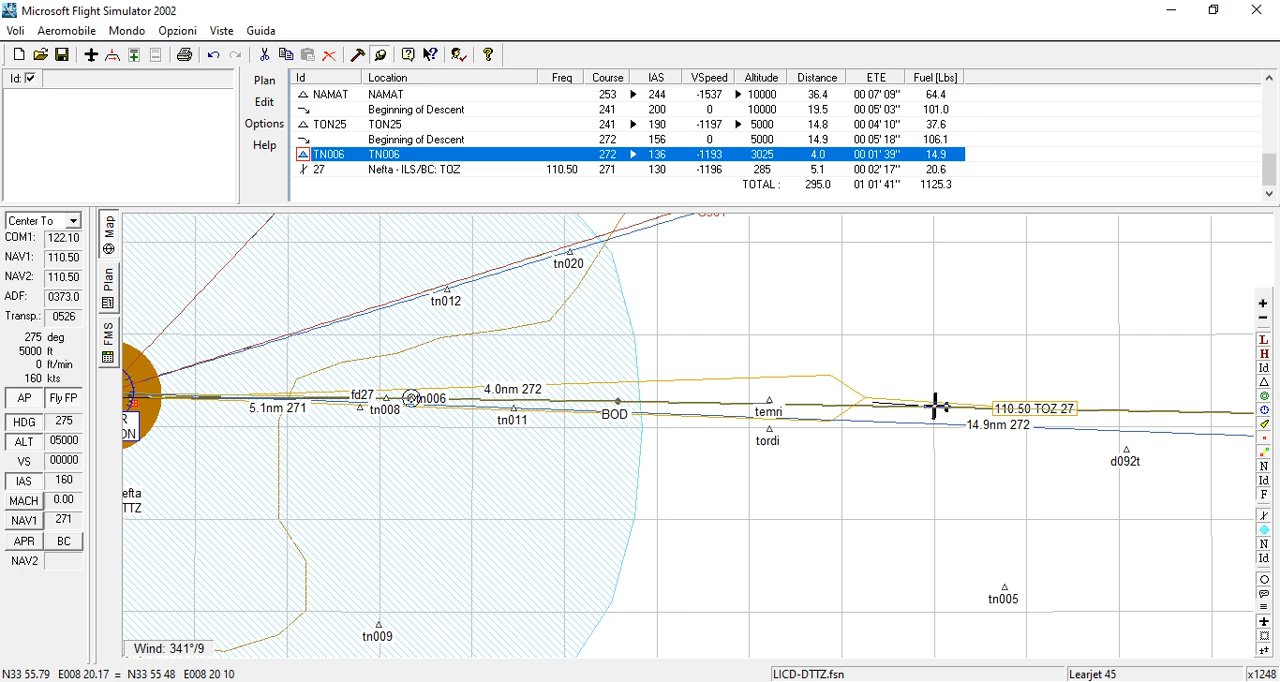 Microsoft Flight Simulator 2002
Voli Aeromobile Mondo Opzioni Viste Guida
Id:
Plan
Edit
Options
Help
Id Location Freq Course IAS VSpeed Altitude Distance ETE Fuel [Lbs]
NAMAT NAMAT 253 244 -1537 10000 36.4 00 07' 09'' 64.4
Beginning of Descent 241 200 0 10000 19.5 00 05' 03'' 101.0
TON25 TON25 241 190 -1197 5000 14.8 00 04' 10'' 37.6
Beginning of Descent 272 156 0 5000 14.9 00 05' 18'' 106.1
TN006 TN006 272 136 -1193 3025 4.0 00 01' 39'' 14.9
27 Nefta - ILS/BC: TOZ 110.50 271 130 -1196 285 5.1 00 02' 17'' 20.6
TOTAL : 295.0 01 01' 41'' 1125.3
Center To
COM1: 122.10
NAV1: 110.50
NAV2: 110.50
ADF: 0373.0
Transp.: 0526
275 deg
5000 ft
0 ft/min
160 kts
AP Fly FP
HDG 275
ALT 05000
VS 00000
IAS 160
MACH 0.00
NAV1 271
APR BC
NAV2
Map
Plan
FMS
tn020
tn012
4.0nm 272
fd27
tn006
5.1nm 271
tn008
tn011
BOD
temri
tordi
110.50 TOZ 27
14.9nm 272
d092t
R
ON
efta
TTZ
tn005
tn009
Wind: 341°/9
L
H
Id
N
Id
F
N
Id
N33 55.79 E008 20.17 = N33 55 48 E008 20 10
LICD-DTTZ.fsn
Learjet 45
x1248